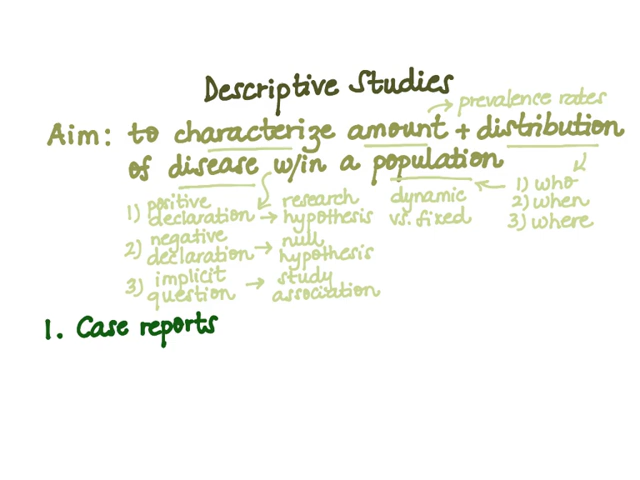 Descriptive Studies
→ prevalence rates
Aim: to characterize amount + distribution
of disease w/in a population
1) positive declaration → research hypothesis
2) negative declaration → null hypothesis
3) implicit question → study association
dynamic vs. fixed
1) who
2) when
3) where
1. Case reports